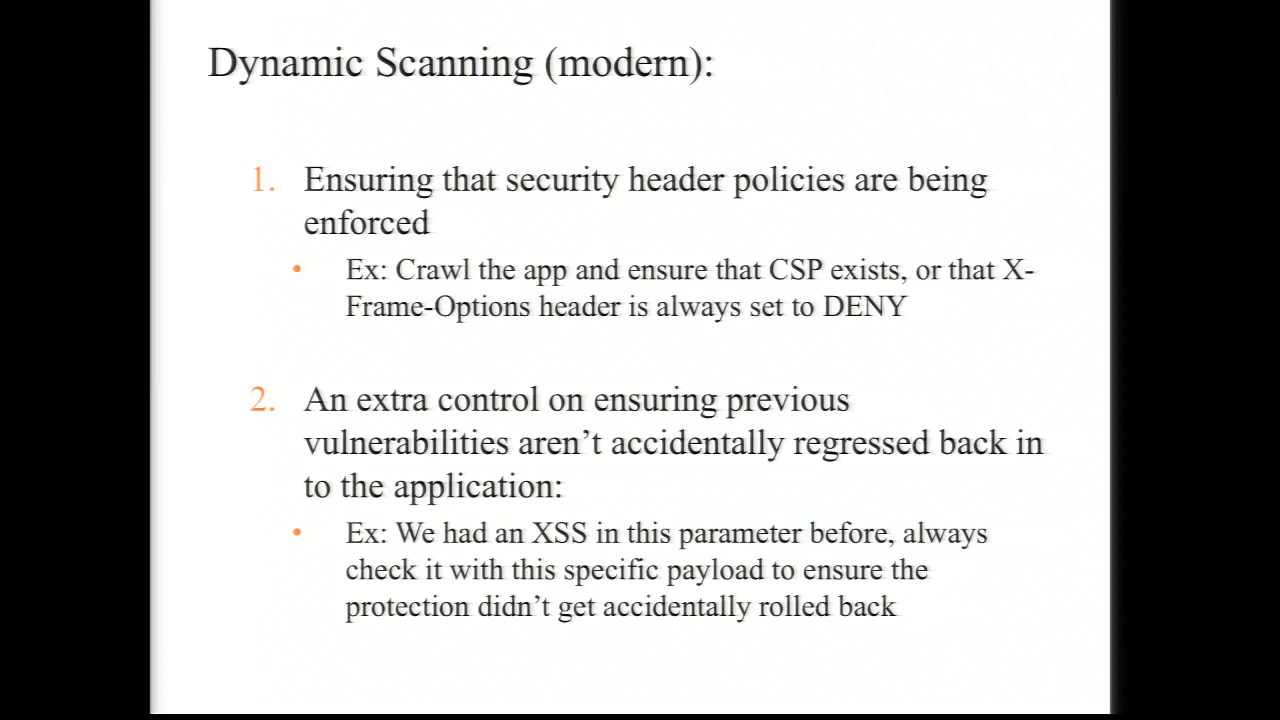 Dynamic Scanning (modern):
1. Ensuring that security header policies are being
enforced
• Ex: Crawl the app and ensure that CSP exists, or that X-
Frame-Options header is always set to DENY
2. An extra control on ensuring previous
vulnerabilities aren’t accidentally regressed back in
to the application:
• Ex: We had an XSS in this parameter before, always
check it with this specific payload to ensure the
protection didn’t get accidentally rolled back